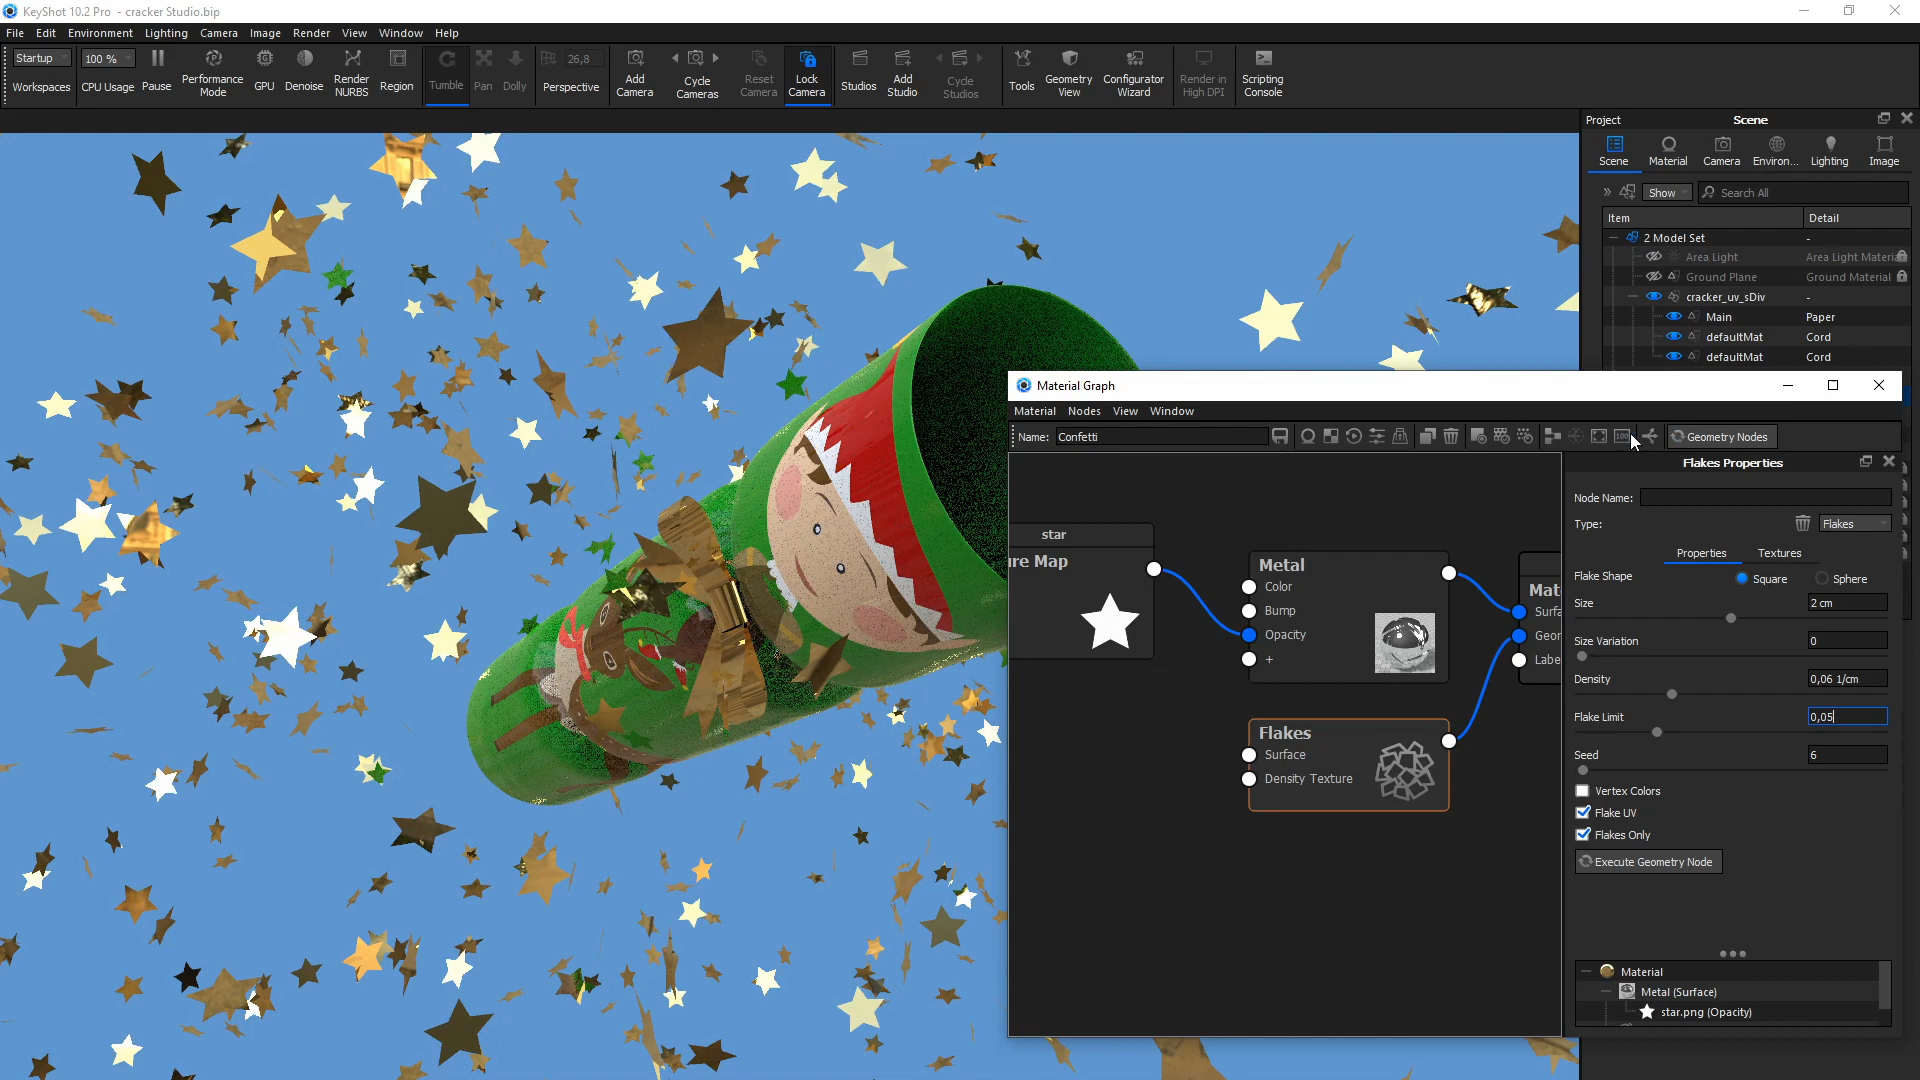 KeyShot 10.2 Pro - cracker Studio.bip
File Edit Environment Lighting Camera Image Render View Window Help
Startup
Workspaces
100 %
CPU Usage
Pause
Performance Mode
GPU
Denoise
Render NURBS
Region
Tumble
Pan
Dolly
26,8
Perspective
Add Camera
Cycle Cameras
Reset Camera
Lock Camera
Studios
Add Studio
Cycle Studios
Tools
Geometry View
Configurator Wizard
Render in High DPI
Scripting Console
Project
Scene
Scene Material Camera Environ... Lighting Image
Show
Search All
Item Detail
2 Model Set -
Area Light Area Light Materia
Ground Plane Ground Material
cracker_uv_sDiv -
Main Paper
defaultMat Cord
defaultMat Cord
Material Graph
Material Nodes View Window
Name: Confetti
100
Geometry Nodes
star
re Map
Metal
Color
Bump
Opacity
+
Flakes
Surface
Density Texture
Mat
Surfa
Geor
Labe
Flakes Properties
Node Name:
Type: Flakes
Properties Textures
Flake Shape Square Sphere
Size 2 cm
Size Variation 0
Density 0,06 1/cm
Flake Limit 0,05
Seed 6
Vertex Colors
Flake UV
Flakes Only
Execute Geometry Node
Material
Metal (Surface)
star.png (Opacity)